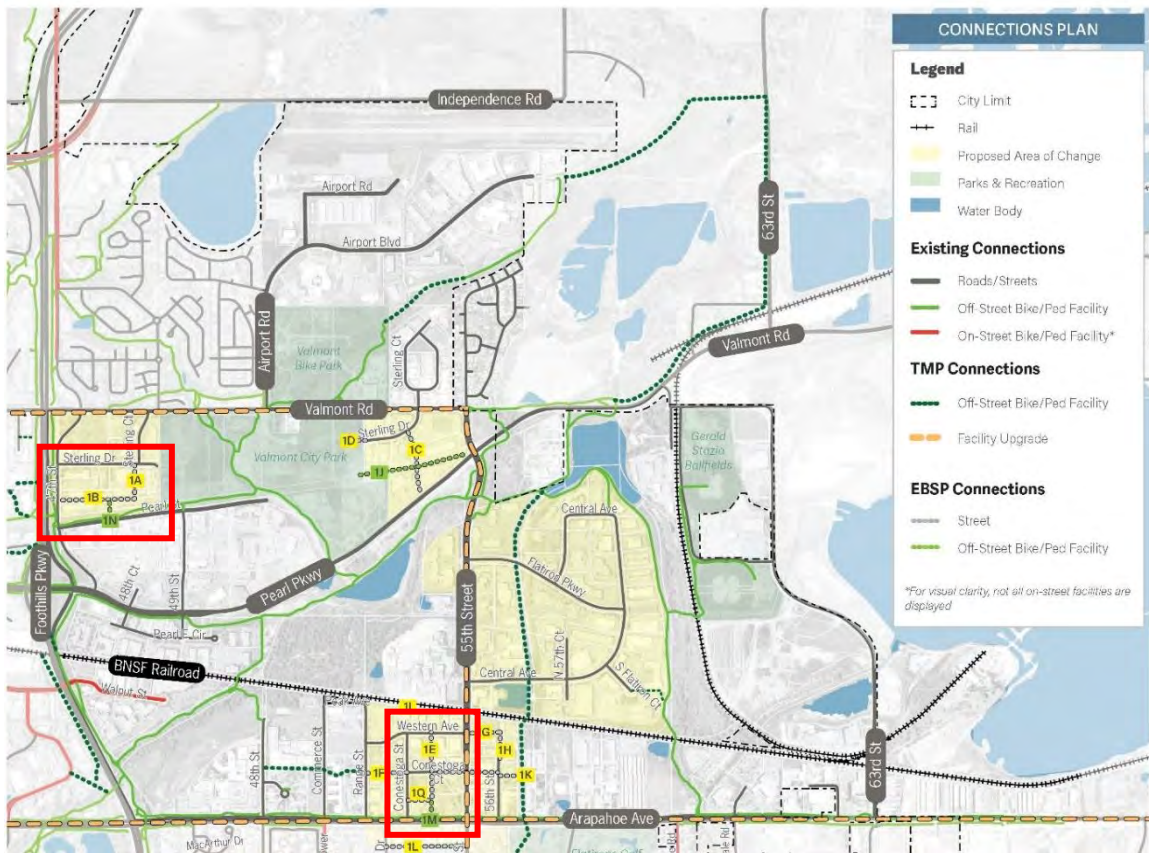 CONNECTIONS PLAN
Legend
City Limit
Rail
Proposed Area of Change
Parks & Recreation
Water Body
Existing Connections
Roads/Streets
Off-Street Bike/Ped Facility
On-Street Bike/Ped Facility*
TMP Connections
Off-Street Bike/Ped Facility
Facility Upgrade
EBSP Connections
Street
Off-Street Bike/Ped Facility
*For visual clarity, not all on-street facilities are
displayed
Independence Rd
Airport Rd
Airport Blvd
63rd St
Airport Rd
Valmont
Bike Park
Sterling Ct
Valmont Rd
Valmont Rd
Sterling Ct
1D
Sterling Dr
1C
Gerald
Stazio
Ballfields
Sterling Dr
1A
Valmont City Park
1J
1B
1N
Central Ave
Flatiron Pkwy
Foothills Pkwy
48th Ct
49th St
Pearl Pkwy
55th Street
Pearl E Cir
BNSF Railroad
Central Ave
N 57th Ct
S Flatiron Ct
Walnut St
1I
Western Ave
G
1E
1H
63rd St
48th St
Commerce St
Range St
1F
Conestoga St
Conestoga
Ct
1K
1Q
56th St
1M
Arapahoe Ave
MacArthur Dr
1L